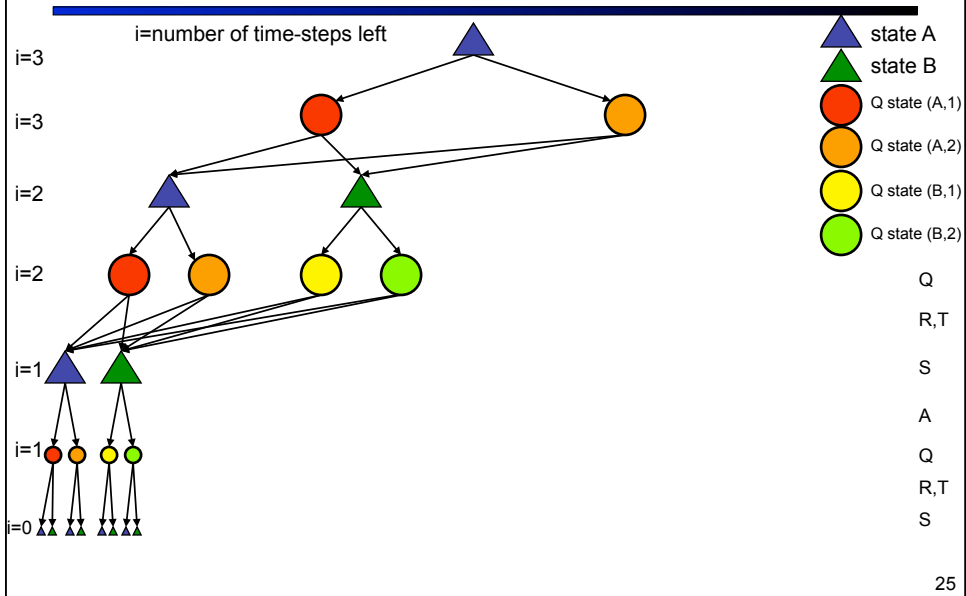 i=number of time-steps left
state A
i=3
state B
Q state (A,1)
i=3
Q state (A,2)
i=2
Q state (B,1)
Q state (B,2)
i=2
Q
R,T
i=1
S
A
i=1
Q
R,T
i=0
S
25